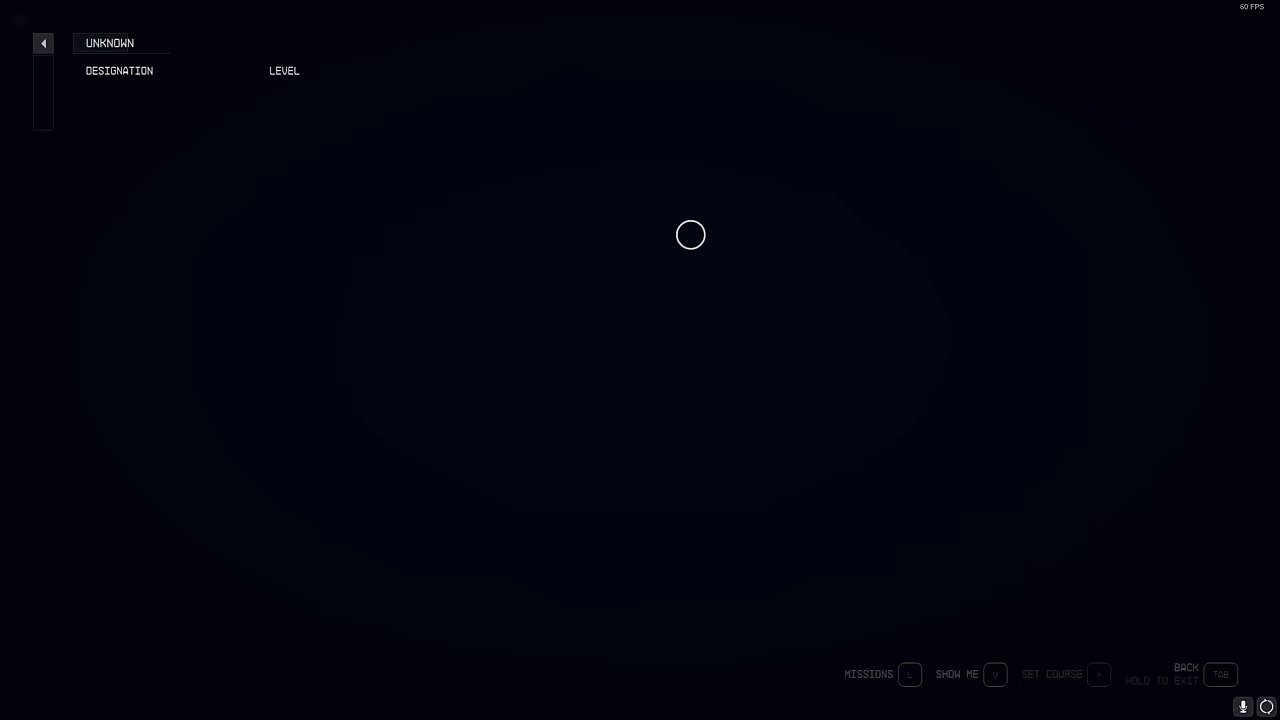 60 FPS
UNKNOWN
DESIGNATION LEVEL
MISSIONS L SHOW ME V SET COURSE X BACK TAB
HOLD TO EXIT